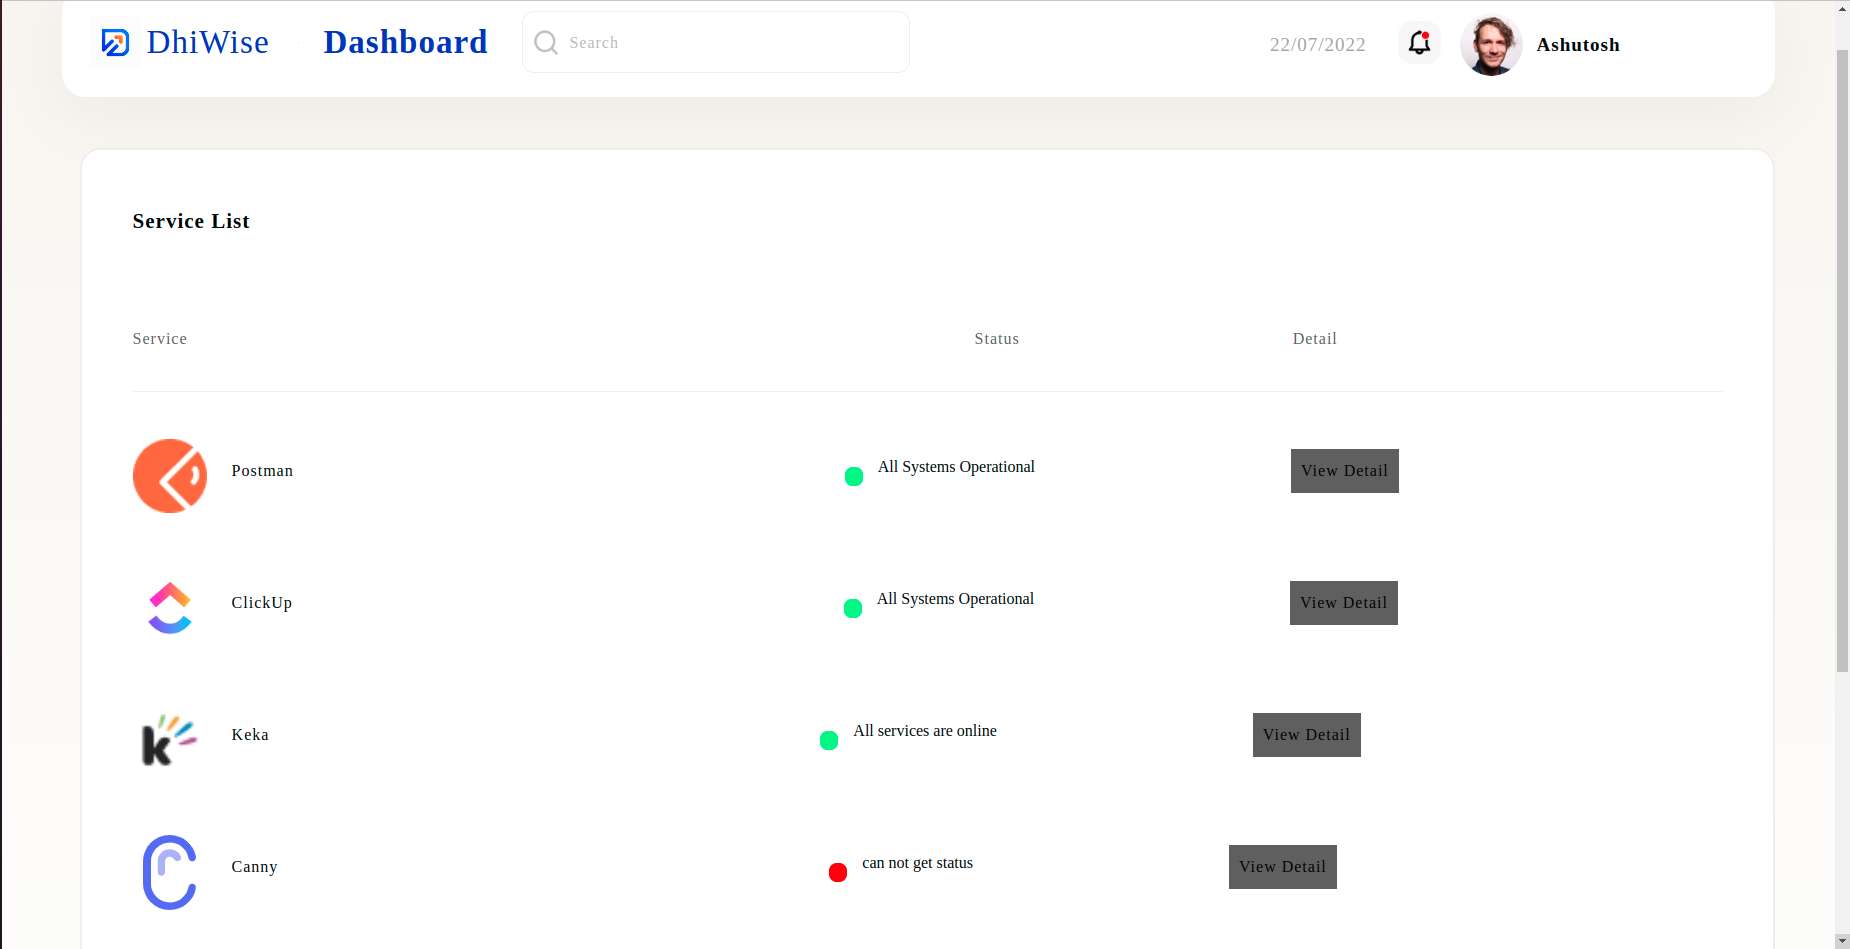 DhiWise Dashboard Search 22/07/2022 Ashutosh
Service List
Service Status Detail
Postman All Systems Operational View Detail
ClickUp All Systems Operational View Detail
Keka All services are online View Detail
Canny can not get status View Detail